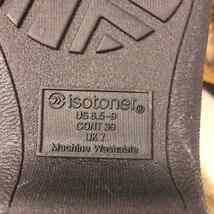 isotoner®
US 8.5-9
CONT 39
UK 7
Machine Washable